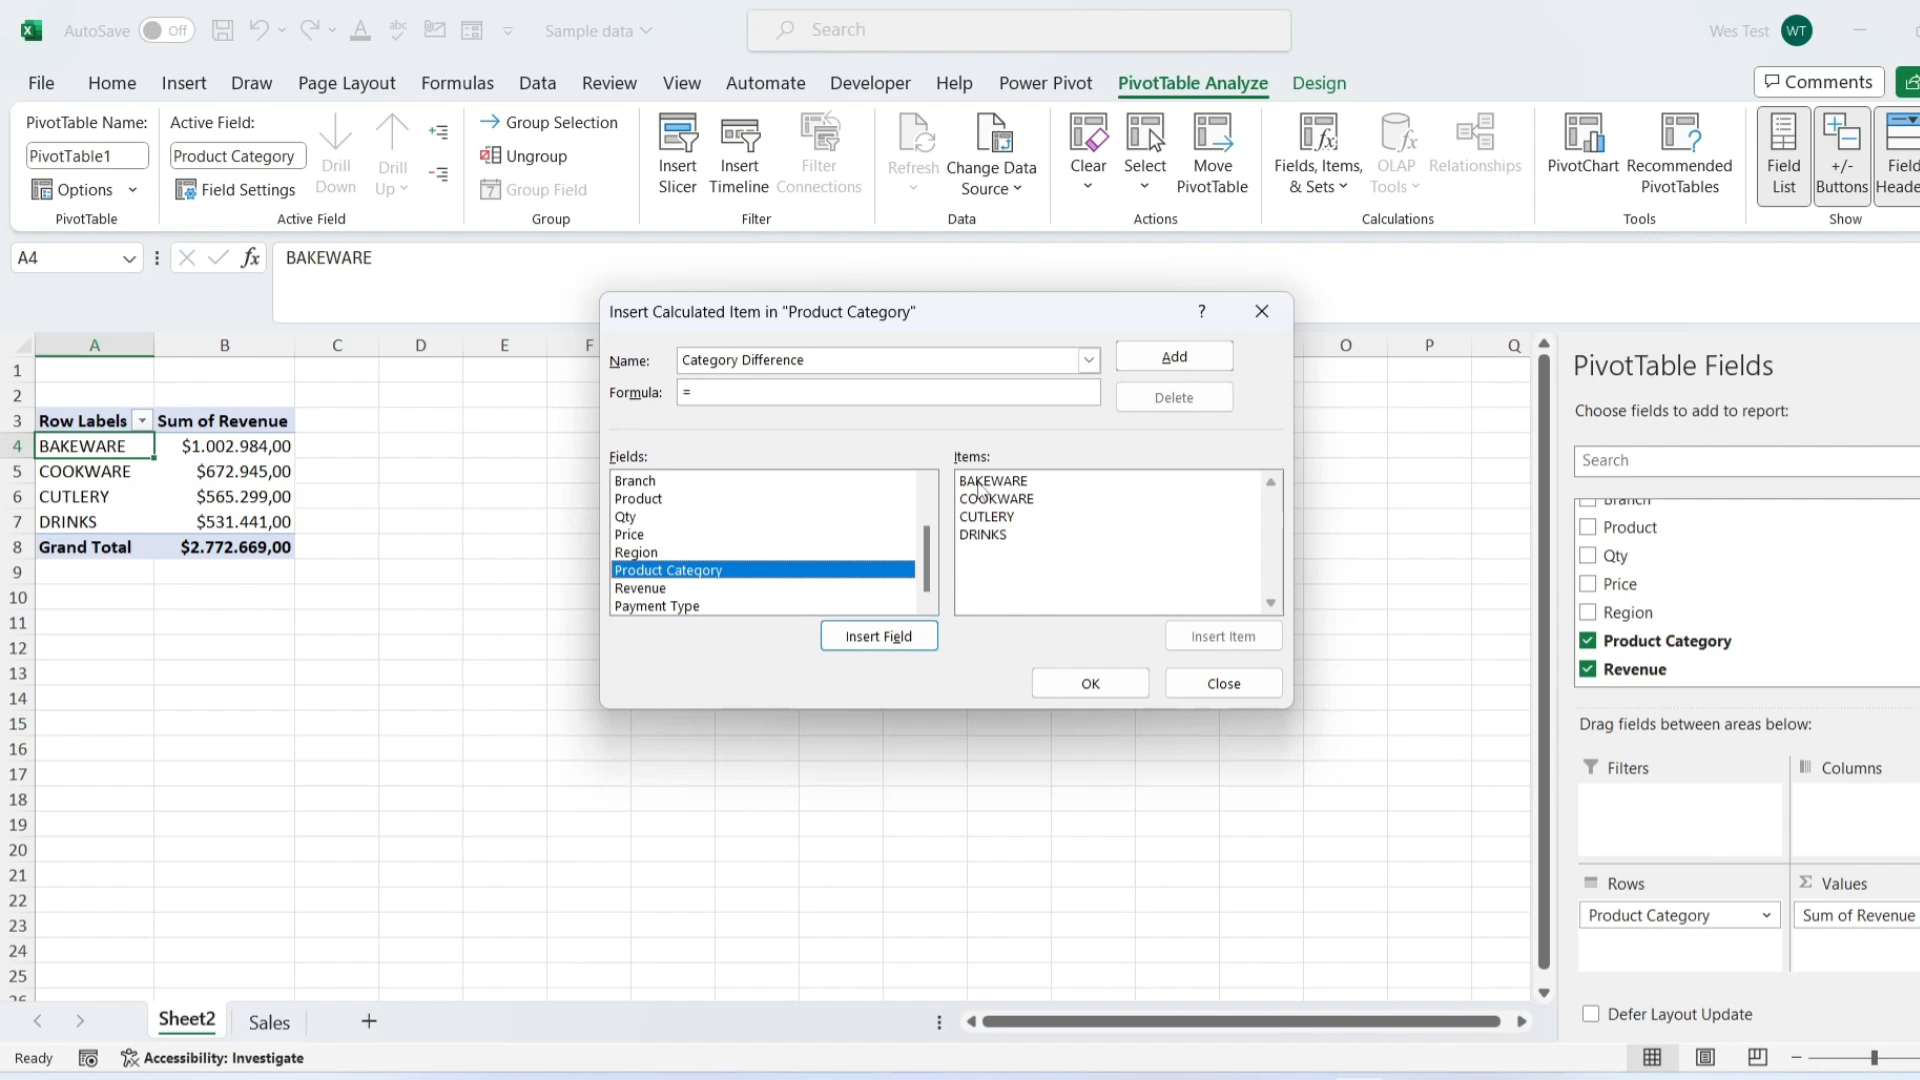 AutoSave Off Sample data Search Wes Test WT
File Home Insert Draw Page Layout Formulas Data Review View Automate Developer Help Power Pivot PivotTable Analyze Design Comments
PivotTable Name:
PivotTable1
Options
PivotTable
Active Field:
Product Category
Field Settings
Drill
Down
Drill
Up
Active Field
Group Selection
Ungroup
Group Field
Group
Insert
Slicer
Insert
Timeline
Filter
Connections
Filter
Refresh
Change Data
Source
Data
Clear
Select
Move
PivotTable
Actions
Fields, Items,
& Sets
OLAP
Tools
Relationships
Calculations
PivotChart
Recommended
PivotTables
Tools
Field
List
+/-
Buttons
Field
Heade
Show
A4 fx BAKEWARE
A B C D E F O P Q
1
2
3 Row Labels Sum of Revenue
4 BAKEWARE $1.002.984,00
5 COOKWARE $672.945,00
6 CUTLERY $565.299,00
7 DRINKS $531.441,00
8 Grand Total $2.772.669,00
9
10
11
12
13
14
15
16
17
18
19
20
21
22
23
24
25
26
Insert Calculated Item in "Product Category" ?
Name: Category Difference Add
Formula: = Delete
Fields:
Branch
Product
Qty
Price
Region
Product Category
Revenue
Payment Type
Insert Field
Items:
BAKEWARE
COOKWARE
CUTLERY
DRINKS
Insert Item
OK Close
PivotTable Fields
Choose fields to add to report:
Search
Branch
Product
Qty
Price
Region
Product Category
Revenue
Drag fields between areas below:
Filters Columns
Rows Values
Product Category Sum of Revenue
Defer Layout Update
Sheet2 Sales
Ready Accessibility: Investigate